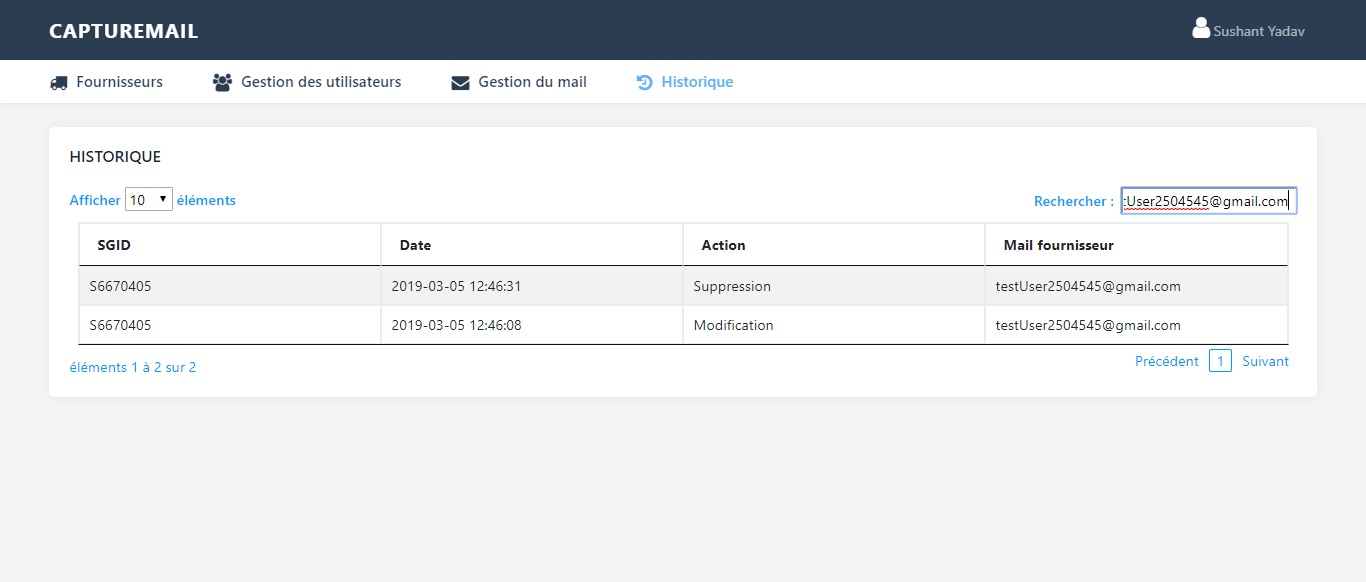 CAPTUREMAIL
Sushant Yadav
Fournisseurs Gestion des utilisateurs Gestion du mail Historique
HISTORIQUE
Afficher 10 éléments
Rechercher : :User2504545@gmail.com
SGID Date Action Mail fournisseur
S6670405 2019-03-05 12:46:31 Suppression testUser2504545@gmail.com
S6670405 2019-03-05 12:46:08 Modification testUser2504545@gmail.com
éléments 1 à 2 sur 2
Précédent 1 Suivant